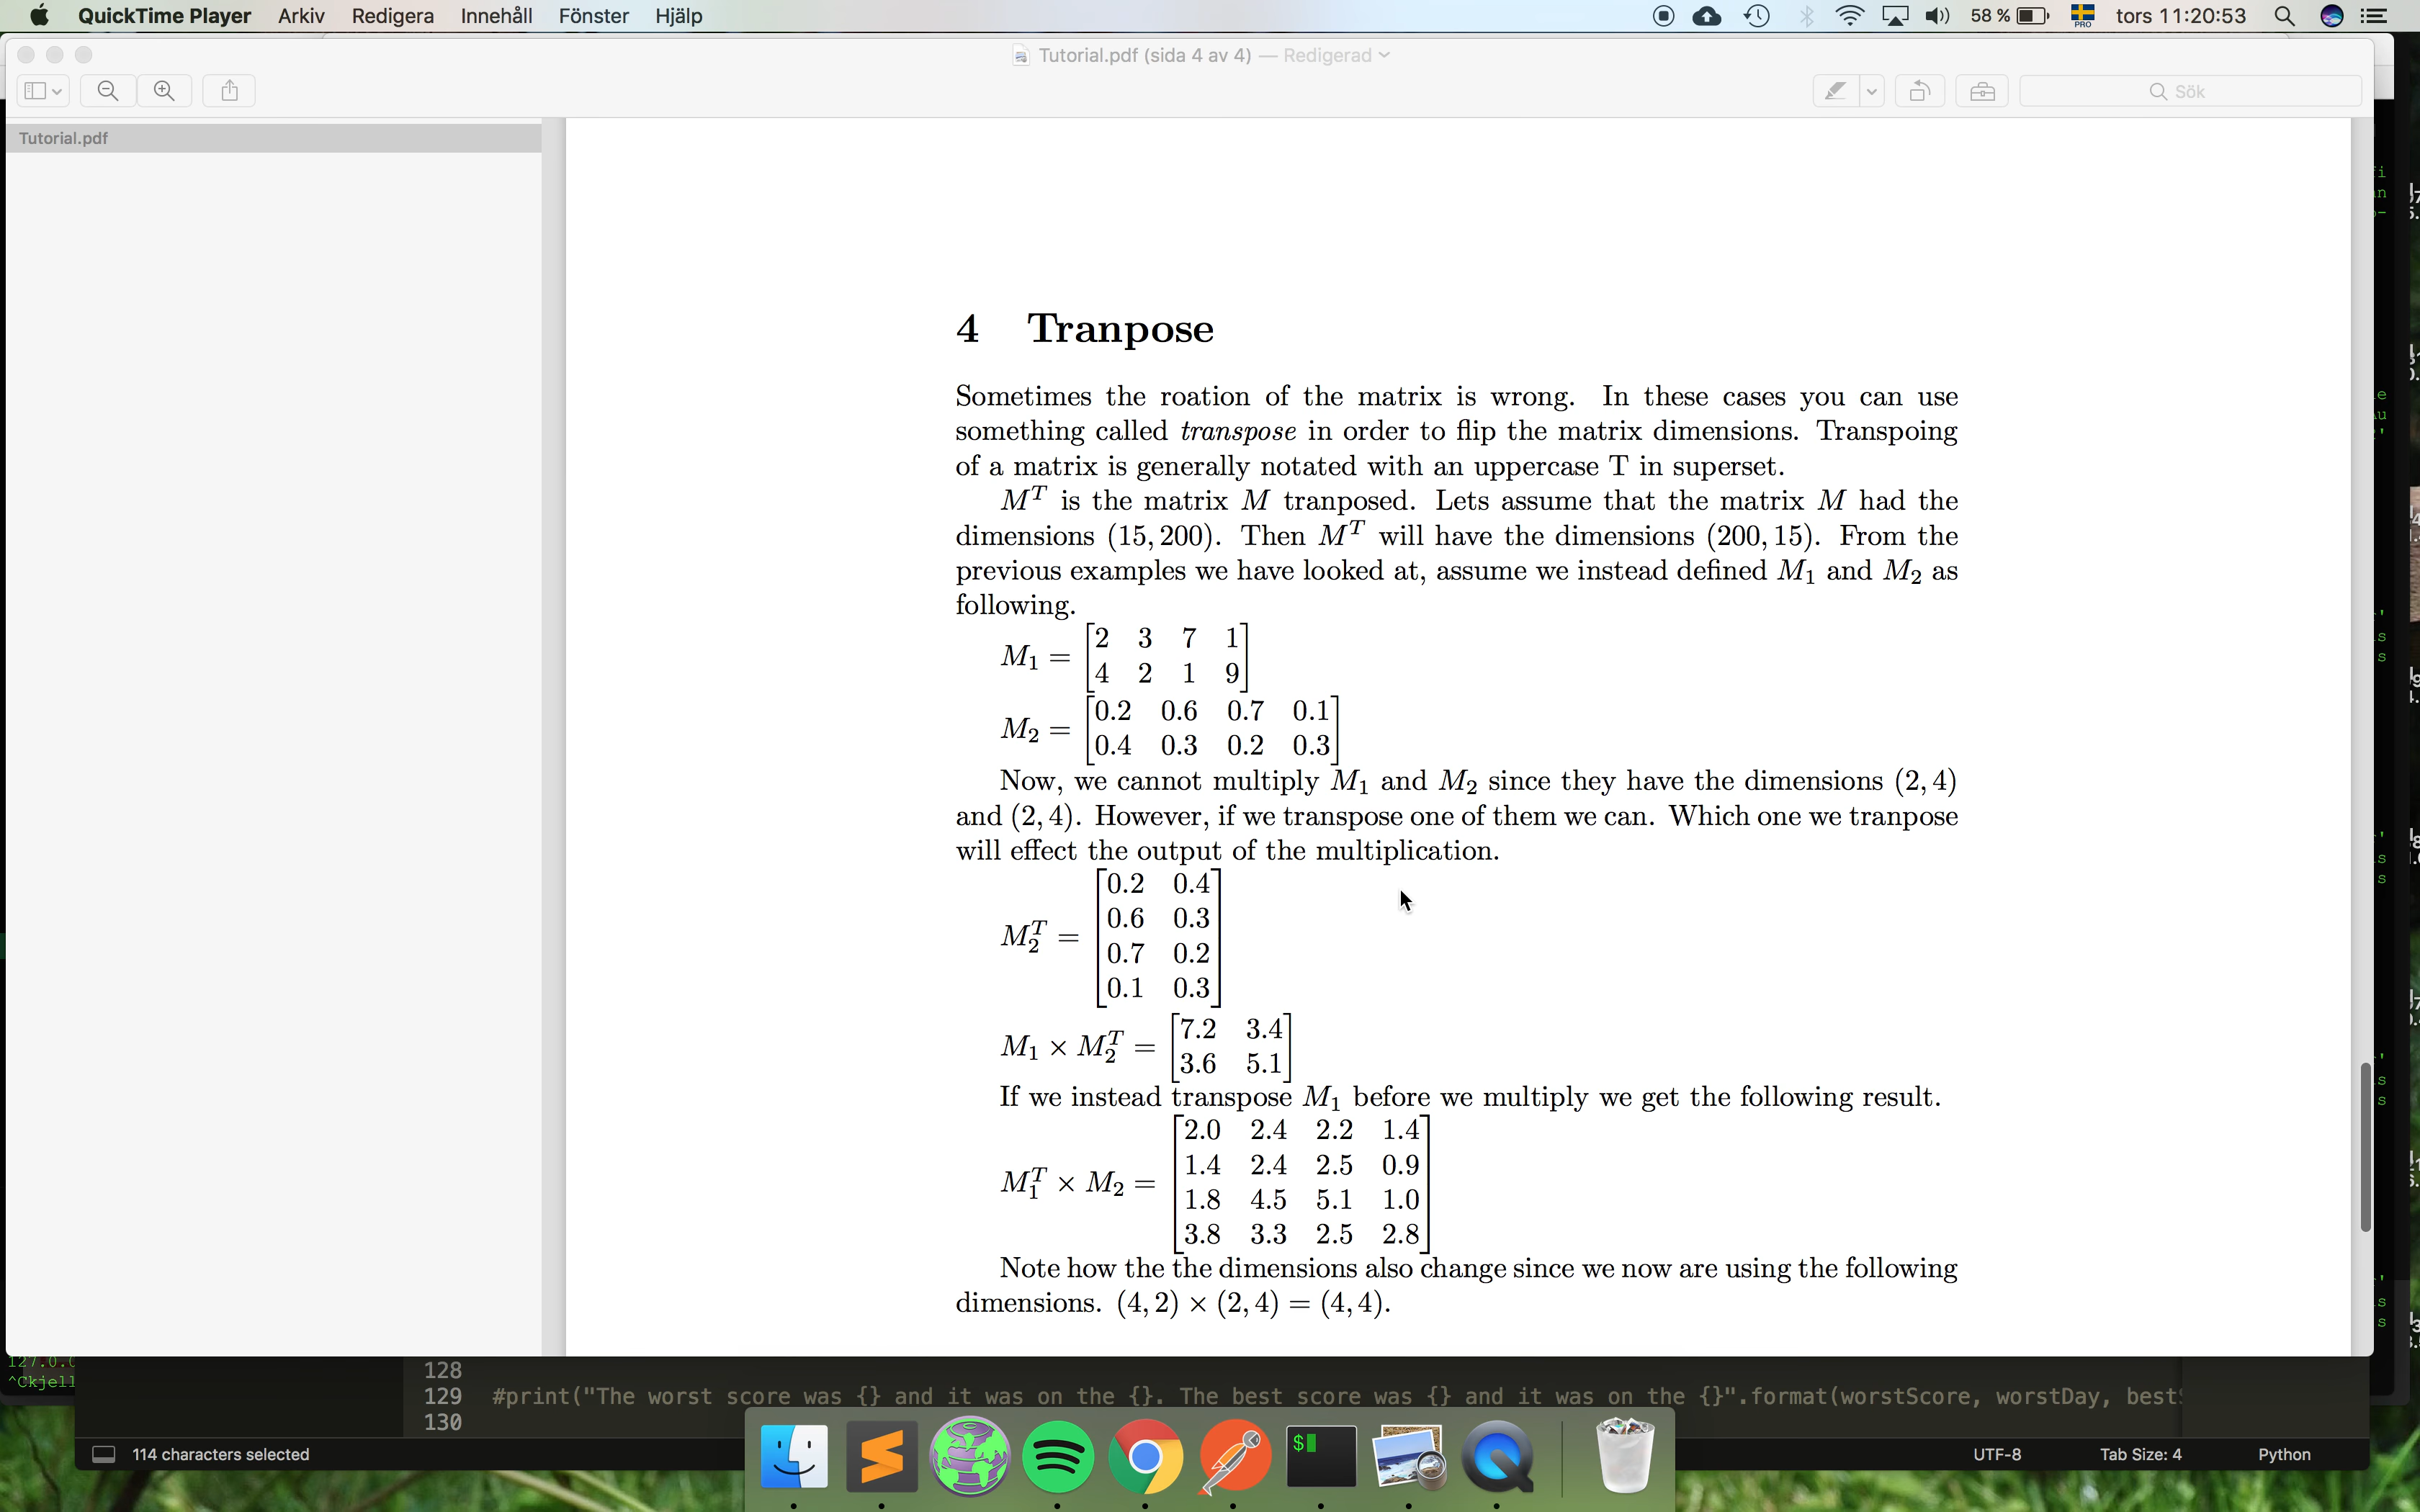 QuickTime Player Arkiv Redigera Innehåll Fönster Hjälp 58 % PRO tors 11:20:53
Tutorial.pdf (sida 4 av 4) — Redigerad
Sök
Tutorial.pdf
4 Tranpose
Sometimes the roation of the matrix is wrong. In these cases you can use
something called transpose in order to flip the matrix dimensions. Transpoing
of a matrix is generally notated with an uppercase T in superset.
M^T is the matrix M tranposed. Lets assume that the matrix M had the
dimensions (15, 200). Then M^T will have the dimensions (200, 15). From the
previous examples we have looked at, assume we instead defined M₁ and M₂ as
following.
M₁ = [2 3 7 1
4 2 1 9]
M₂ = [0.2 0.6 0.7 0.1
0.4 0.3 0.2 0.3]
Now, we cannot multiply M₁ and M₂ since they have the dimensions (2, 4)
and (2, 4). However, if we transpose one of them we can. Which one we tranpose
will effect the output of the multiplication.
M₂^T = [0.2 0.4
0.6 0.3
0.7 0.2
0.1 0.3]
M₁ × M₂^T = [7.2 3.4
3.6 5.1]
If we instead transpose M₁ before we multiply we get the following result.
M₁^T × M₂ = [2.0 2.4 2.2 1.4
1.4 2.4 2.5 0.9
1.8 4.5 5.1 1.0
3.8 3.3 2.5 2.8]
Note how the the dimensions also change since we now are using the following
dimensions. (4, 2) × (2, 4) = (4, 4).
127.0.0
^Ckjell
128
129 #print("The worst score was {} and it was on the {}. The best score was {} and it was on the {}".format(worstScore, worstDay, best
130
114 characters selected UTF-8 Tab Size: 4 Python